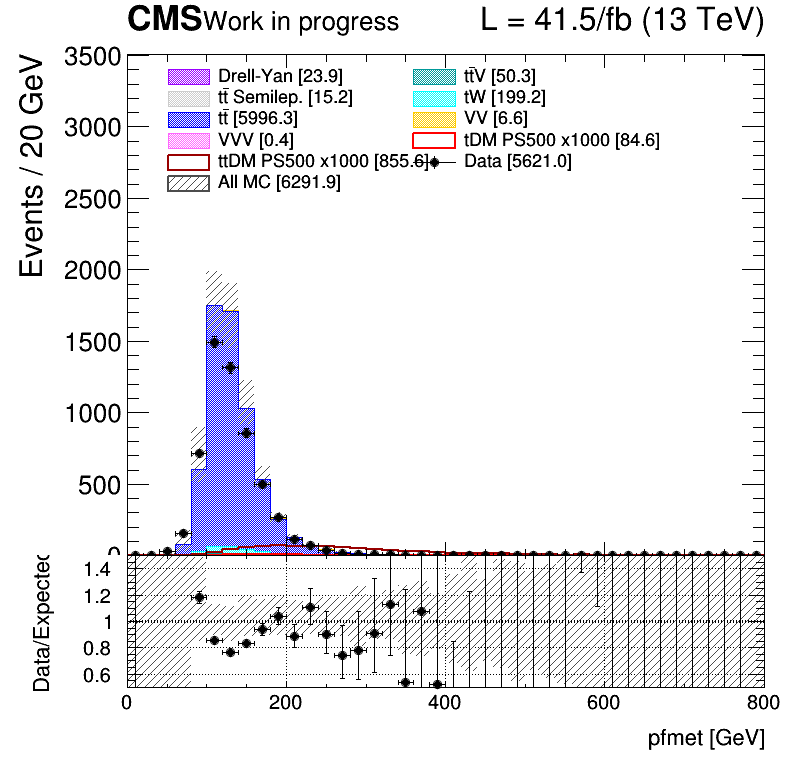 CMS Work in progress L = 41.5/fb (13 TeV)
Events / 20 GeV
3500
3000
2500
2000
1500
1000
500
0
Drell-Yan [23.9] tt̄V [50.3]
tt̄ Semilep. [15.2] tW [199.2]
tt̄ [5996.3] VV [6.6]
VVV [0.4] tDM PS500 x1000 [84.6]
ttDM PS500 x1000 [855.6] Data [5621.0]
All MC [6291.9]
Data/Expected
1.4
1.2
1
0.8
0.6
0 200 400 600 800
pfmet [GeV]